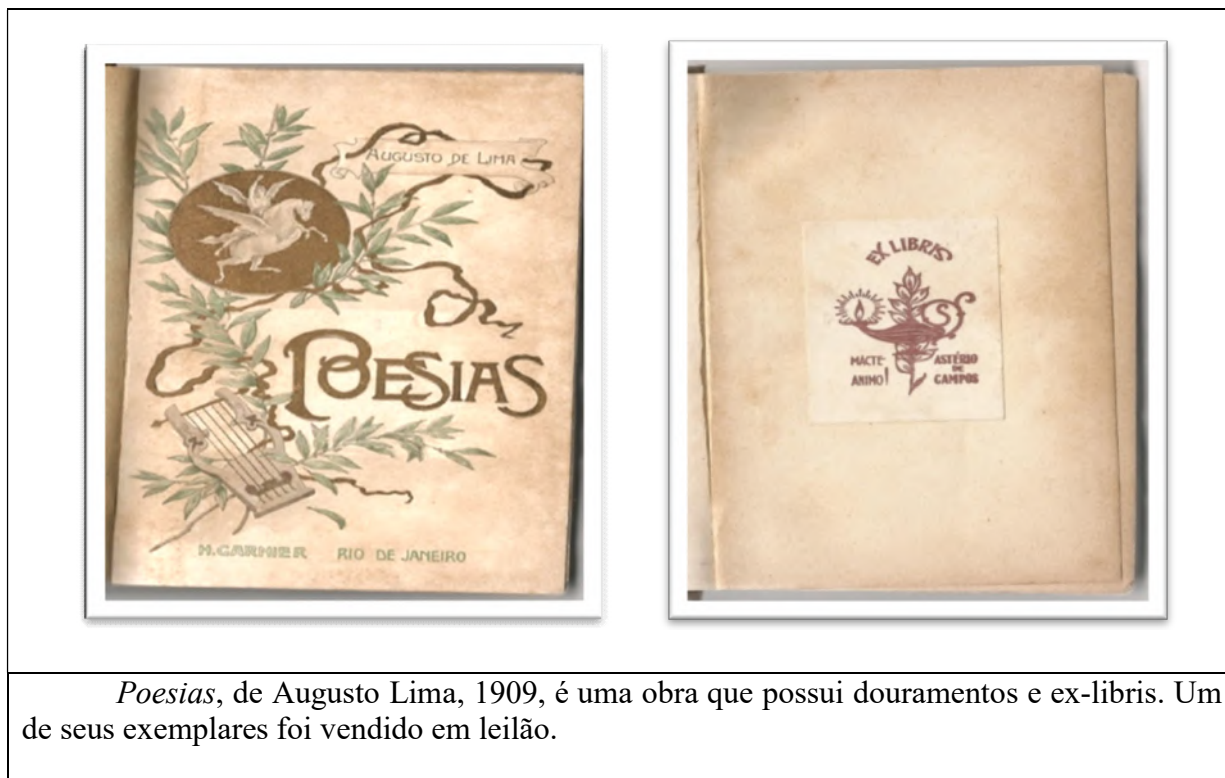 AUGUSTO DE LIMA
POESIAS
H. GARNIER RIO DE JANEIRO
EX LIBRIS
MACTE ANIMO!
ASTÉRIO DE CAMPOS
Poesias, de Augusto Lima, 1909, é uma obra que possui douramentos e ex-libris. Um
de seus exemplares foi vendido em leilão.